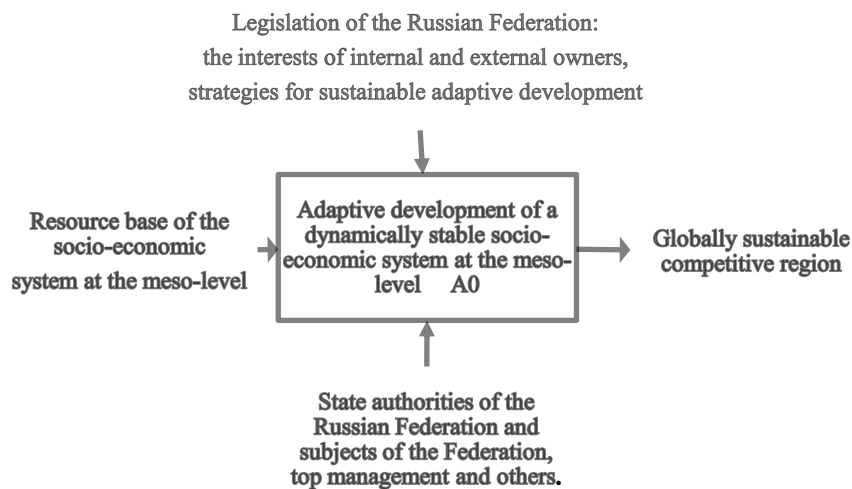 Legislation of the Russian Federation:
the interests of internal and external owners,
strategies for sustainable adaptive development
Resource base of the
socio-economic
system at the meso-level
Adaptive development of a
dynamically stable socio-
economic system at the meso-
level A0
Globally sustainable
competitive region
State authorities of the
Russian Federation and
subjects of the Federation,
top management and others.